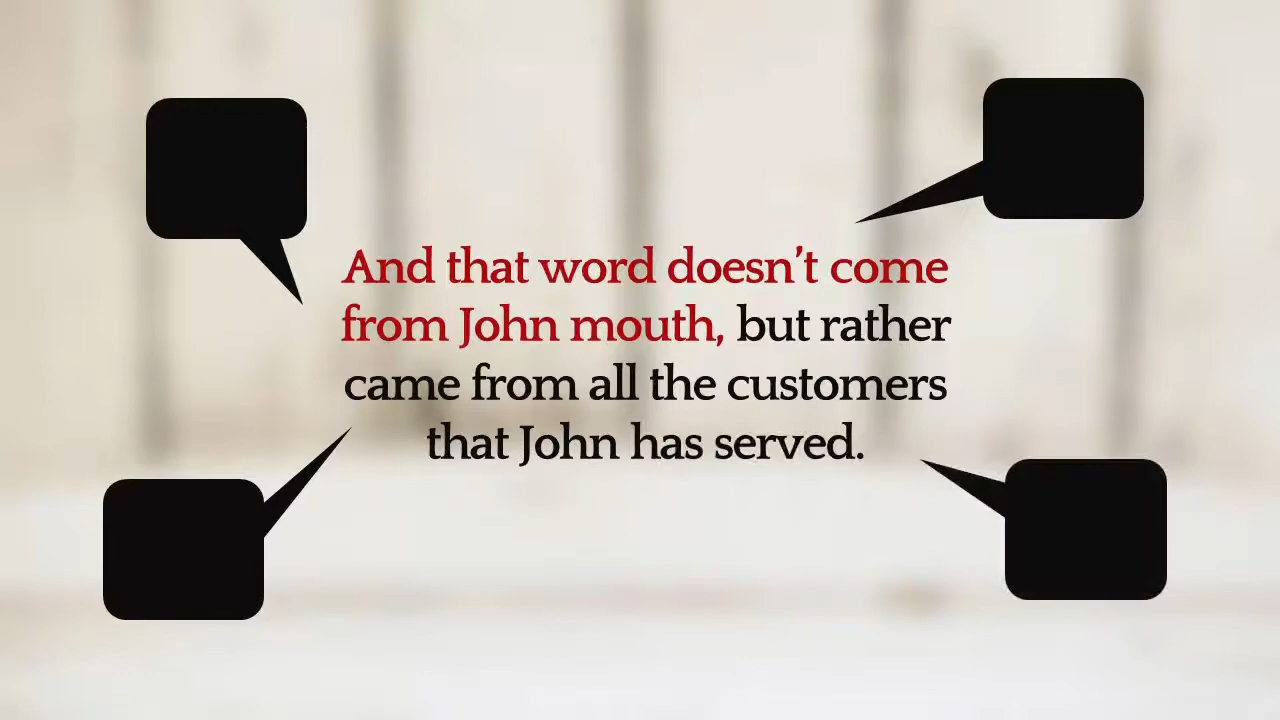 And that word doesn’t come
from John mouth, but rather
came from all the customers
that John has served.